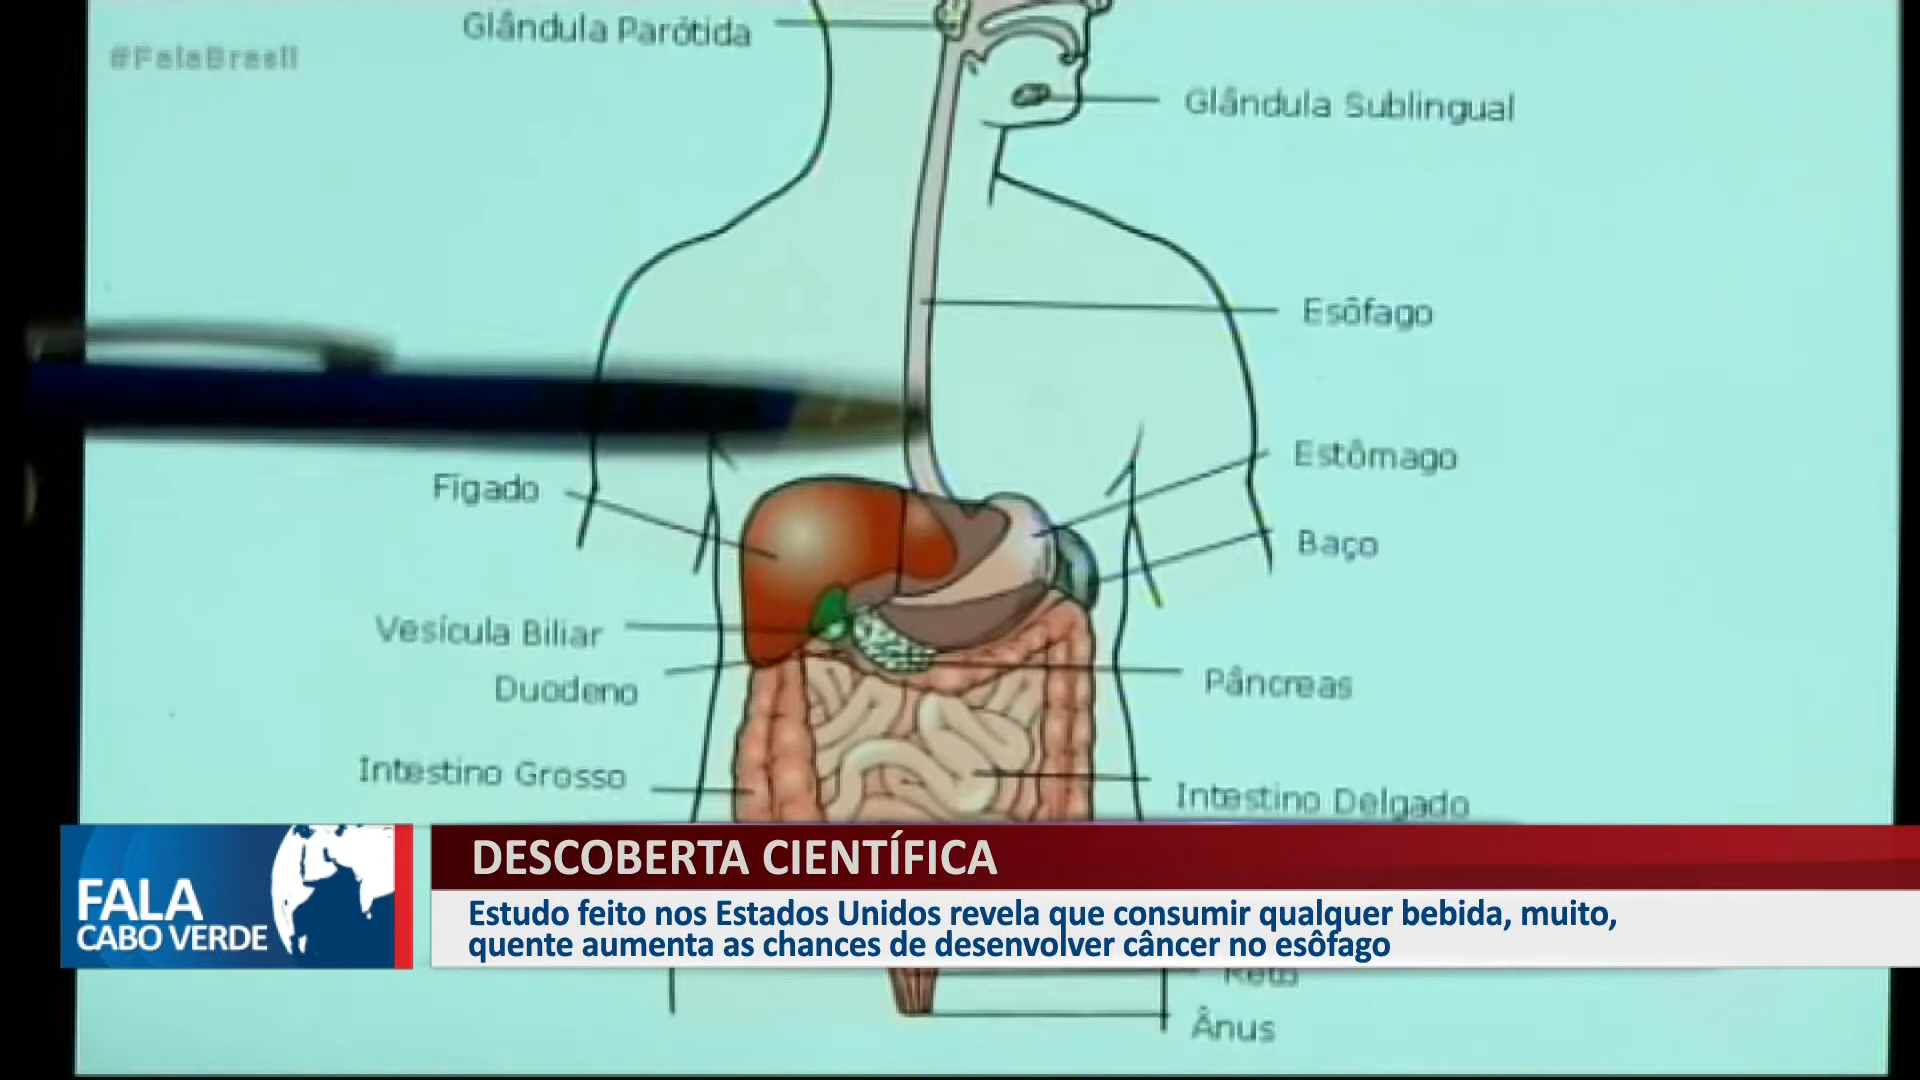 Glândula Parótida
#FalaBrasil
Glândula Sublingual
Esôfago
Estômago
Fígado
Baço
Vesícula Biliar
Pâncreas
Duodeno
Intestino Grosso
Intestino Delgado
DESCOBERTA CIENTÍFICA
FALA
CABO VERDE
Estudo feito nos Estados Unidos revela que consumir qualquer bebida, muito,
quente aumenta as chances de desenvolver câncer no esôfago
Reto
Ânus